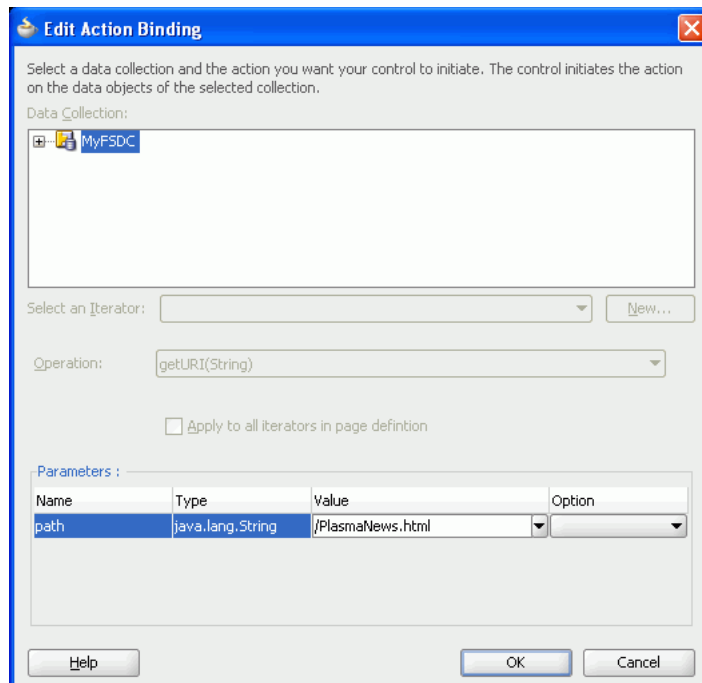 Edit Action Binding
Select a data collection and the action you want your control to initiate. The control initiates the action
on the data objects of the selected collection.
Data Collection:
MyFSDC
Select an Iterator:
New...
Operation:
getURI(String)
Apply to all iterators in page defintion
Parameters :
Name Type Value Option
path java.lang.String /PlasmaNews.html
Help OK Cancel